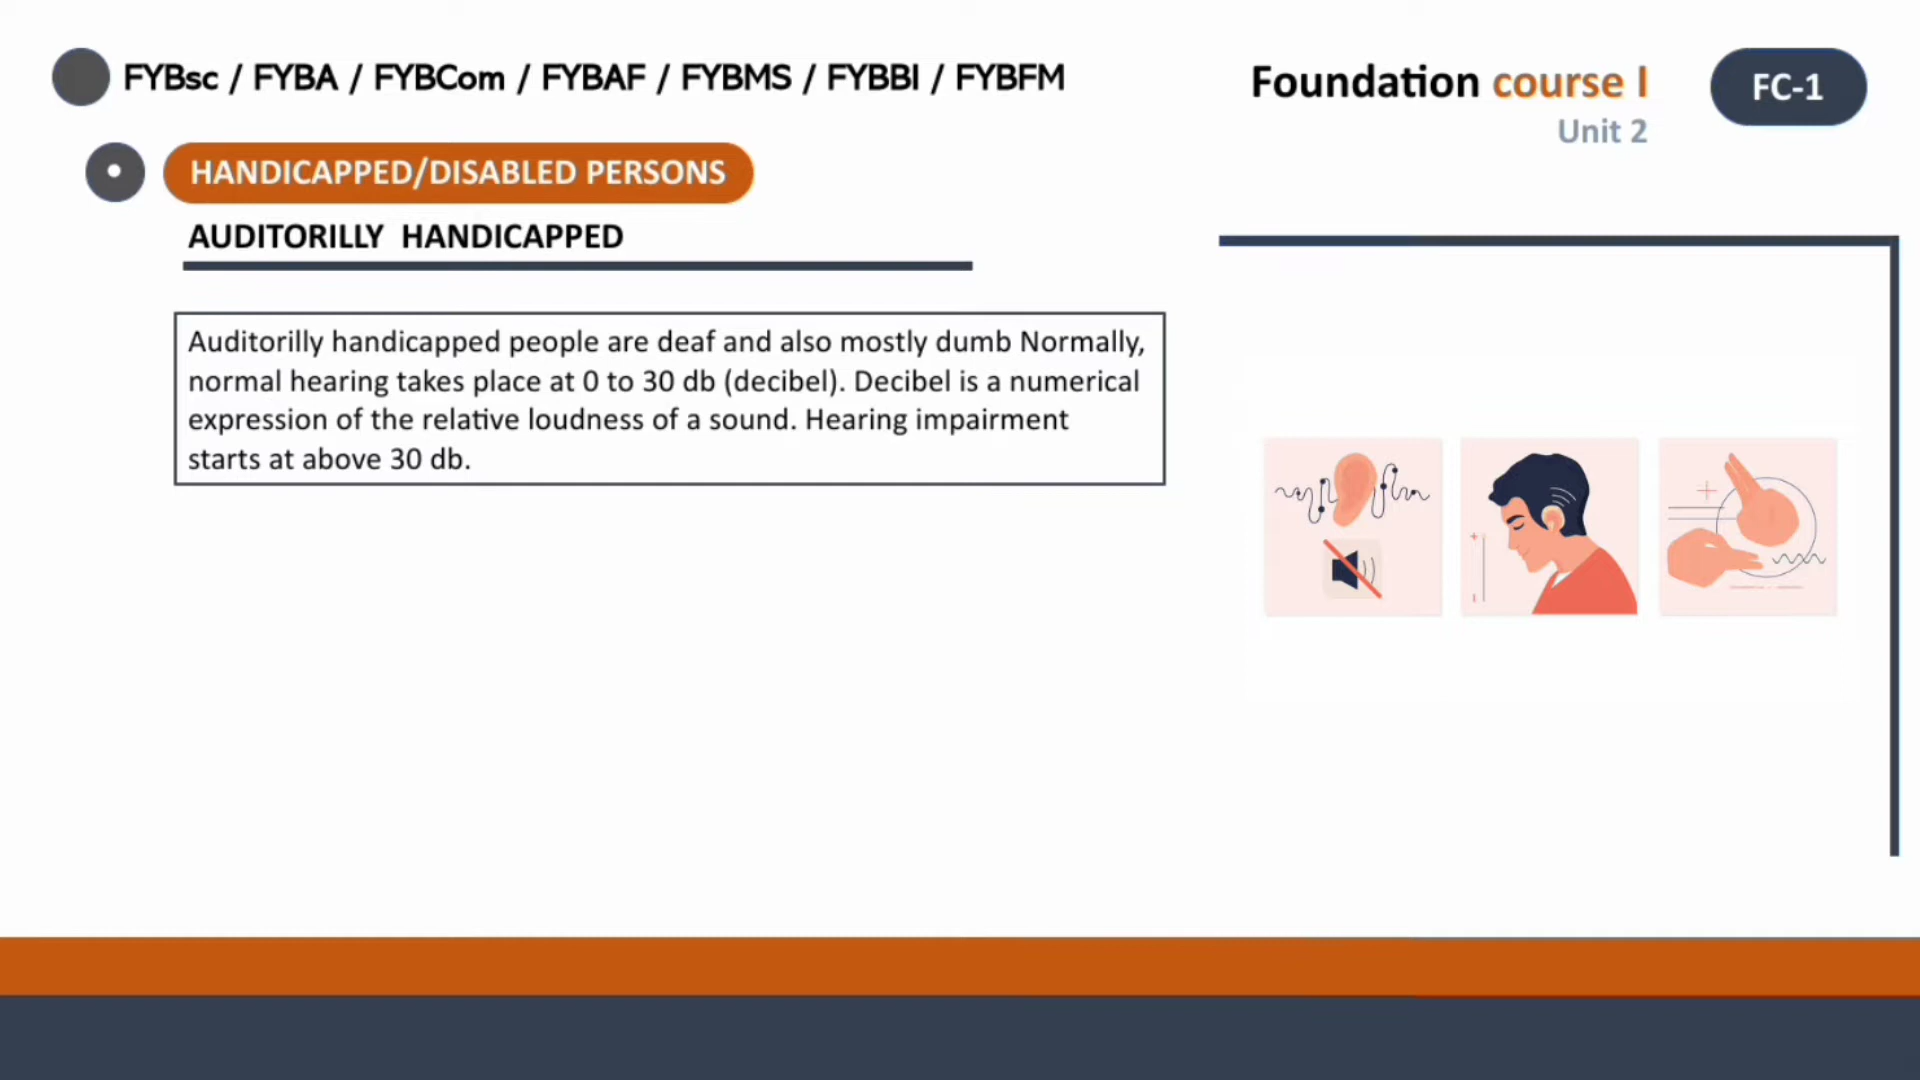 FYBsc / FYBA / FYBCom / FYBAF / FYBMS / FYBBI / FYBFM
Foundation course I
FC-1
Unit 2
HANDICAPPED/DISABLED PERSONS
AUDITORILLY HANDICAPPED
Auditorilly handicapped people are deaf and also mostly dumb Normally,
normal hearing takes place at 0 to 30 db (decibel). Decibel is a numerical
expression of the relative loudness of a sound. Hearing impairment
starts at above 30 db.